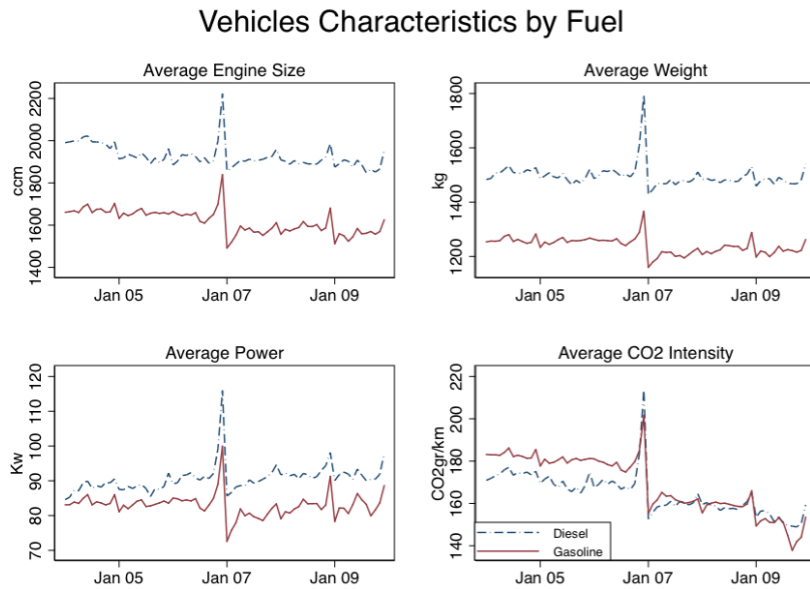 Vehicles Characteristics by Fuel
Average Engine Size
ccm
2200
2000
1800
1600
1400
Jan 05 Jan 07 Jan 09
Average Weight
kg
1800
1600
1400
1200
Jan 05 Jan 07 Jan 09
Average Power
Kw
120
110
100
90
80
70
Jan 05 Jan 07 Jan 09
Average CO2 Intensity
CO2gr/km
220
200
180
160
140
Diesel
Gasoline
Jan 05 Jan 07 Jan 09